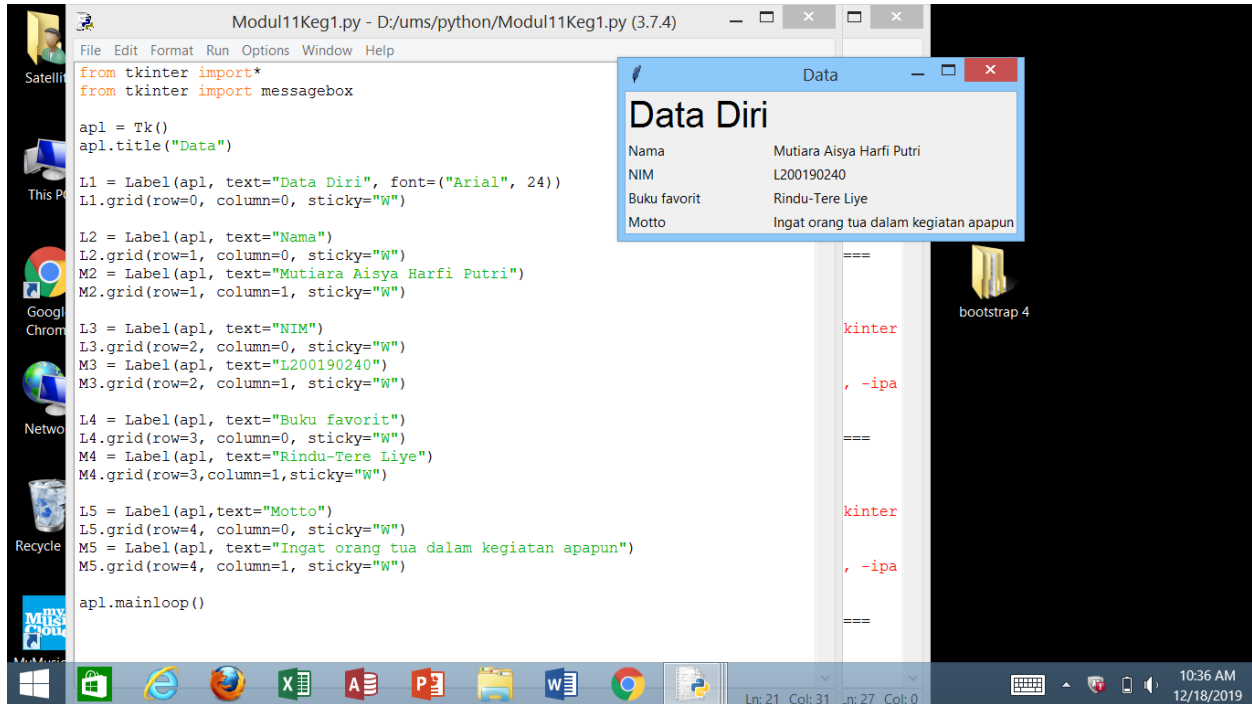 Modul11Keg1.py - D:/ums/python/Modul11Keg1.py (3.7.4)
File Edit Format Run Options Window Help
from tkinter import*
from tkinter import messagebox
apl = Tk()
apl.title("Data")
L1 = Label(apl, text="Data Diri", font=("Arial", 24))
L1.grid(row=0, column=0, sticky="W")
L2 = Label(apl, text="Nama")
L2.grid(row=1, column=0, sticky="W")
M2 = Label(apl, text="Mutiara Aisya Harfi Putri")
M2.grid(row=1, column=1, sticky="W")
L3 = Label(apl, text="NIM")
L3.grid(row=2, column=0, sticky="W")
M3 = Label(apl, text="L200190240")
M3.grid(row=2, column=1, sticky="W")
L4 = Label(apl, text="Buku favorit")
L4.grid(row=3, column=0, sticky="W")
M4 = Label(apl, text="Rindu-Tere Liye")
M4.grid(row=3,column=1,sticky="W")
L5 = Label(apl,text="Motto")
L5.grid(row=4, column=0, sticky="W")
M5 = Label(apl, text="Ingat orang tua dalam kegiatan apapun")
M5.grid(row=4, column=1, sticky="W")
apl.mainloop()
Ln: 21 Col: 31
Data
Data Diri
Nama Mutiara Aisya Harfi Putri
NIM L200190240
Buku favorit Rindu-Tere Liye
Motto Ingat orang tua dalam kegiatan apapun
===
kinter
, -ipa
===
kinter
, -ipa
===
Ln: 27 Col: 0
Satellit
This P
Googl
Chrom
Netwo
Recycle
my
Musi
Clou
bootstrap 4
10:36 AM
12/18/2019